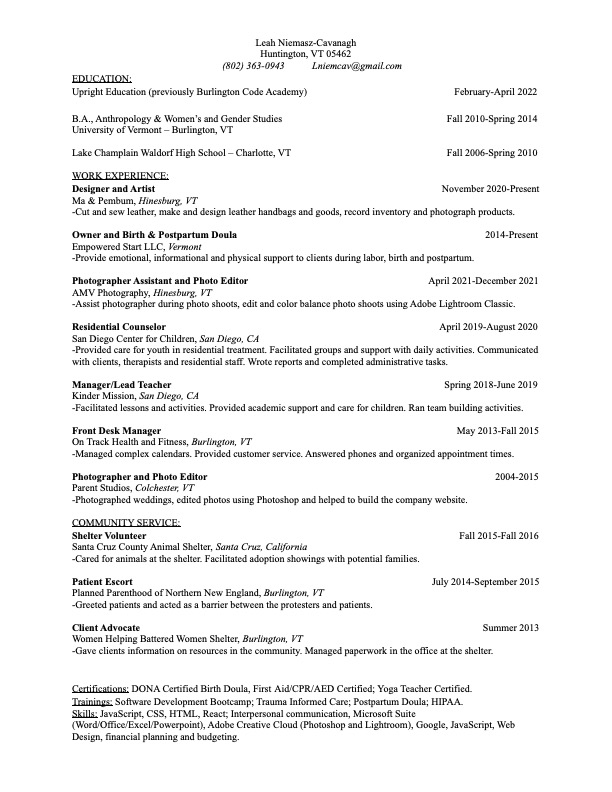 Leah Niemasz-Cavanagh
Huntington, VT 05462
(802) 363-0943 Lniemcav@gmail.com
EDUCATION:
Upright Education (previously Burlington Code Academy) February-April 2022
B.A., Anthropology & Women's and Gender Studies Fall 2010-Spring 2014
University of Vermont – Burlington, VT
Lake Champlain Waldorf High School – Charlotte, VT Fall 2006-Spring 2010
WORK EXPERIENCE:
Designer and Artist November 2020-Present
Ma & Pembum, Hinesburg, VT
-Cut and sew leather, make and design leather handbags and goods, record inventory and photograph products.
Owner and Birth & Postpartum Doula 2014-Present
Empowered Start LLC, Vermont
-Provide emotional, informational and physical support to clients during labor, birth and postpartum.
Photographer Assistant and Photo Editor April 2021-December 2021
AMV Photography, Hinesburg, VT
-Assist photographer during photo shoots, edit and color balance photo shoots using Adobe Lightroom Classic.
Residential Counselor April 2019-August 2020
San Diego Center for Children, San Diego, CA
-Provided care for youth in residential treatment. Facilitated groups and support with daily activities. Communicated
with clients, therapists and residential staff. Wrote reports and completed administrative tasks.
Manager/Lead Teacher Spring 2018-June 2019
Kinder Mission, San Diego, CA
-Facilitated lessons and activities. Provided academic support and care for children. Ran team building activities.
Front Desk Manager May 2013-Fall 2015
On Track Health and Fitness, Burlington, VT
-Managed complex calendars. Provided customer service. Answered phones and organized appointment times.
Photographer and Photo Editor 2004-2015
Parent Studios, Colchester, VT
-Photographed weddings, edited photos using Photoshop and helped to build the company website.
COMMUNITY SERVICE:
Shelter Volunteer Fall 2015-Fall 2016
Santa Cruz County Animal Shelter, Santa Cruz, California
-Cared for animals at the shelter. Facilitated adoption showings with potential families.
Patient Escort July 2014-September 2015
Planned Parenthood of Northern New England, Burlington, VT
-Greeted patients and acted as a barrier between the protesters and patients.
Client Advocate Summer 2013
Women Helping Battered Women Shelter, Burlington, VT
-Gave clients information on resources in the community. Managed paperwork in the office at the shelter.
Certifications: DONA Certified Birth Doula, First Aid/CPR/AED Certified; Yoga Teacher Certified.
Trainings: Software Development Bootcamp; Trauma Informed Care; Postpartum Doula; HIPAA.
Skills: JavaScript, CSS, HTML, React; Interpersonal communication, Microsoft Suite
(Word/Office/Excel/Powerpoint), Adobe Creative Cloud (Photoshop and Lightroom), Google, JavaScript, Web
Design, financial planning and budgeting.